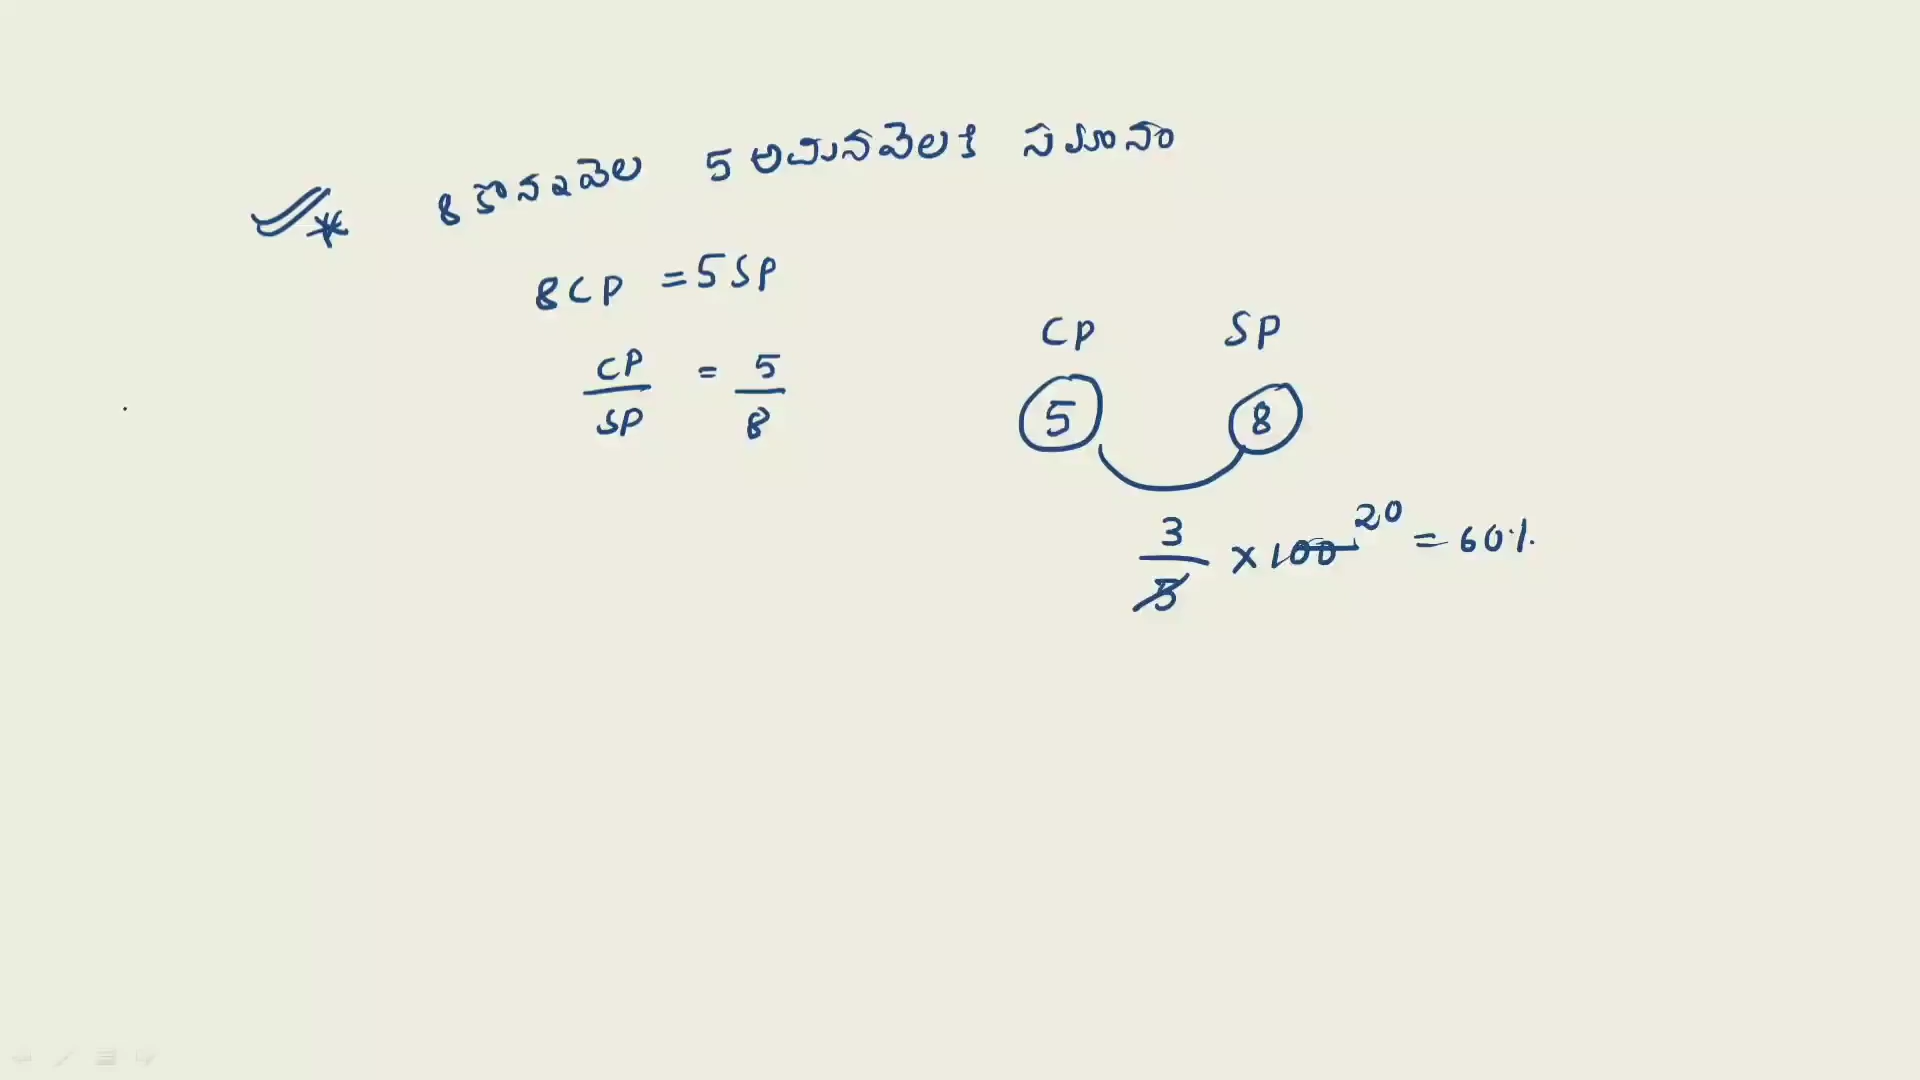 8 కొన్నవెల 5 అమ్మినవెలకి సమానం
8CP = 5SP
CP/SP = 5/8
CP SP
5 8
3/5 × 100 20 = 60%